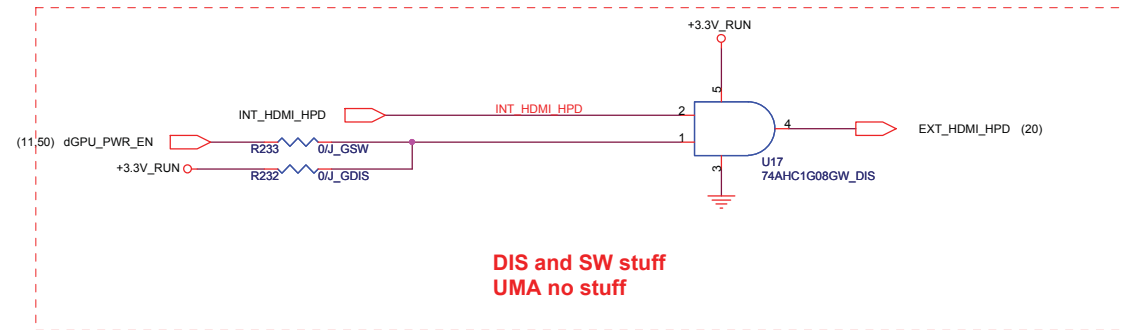 +3.3V_RUN
5
INT_HDMI_HPD
INT_HDMI_HPD
2
(11,50) dGPU_PWR_EN
1
4
EXT_HDMI_HPD (20)
R233
0/J_GSW
+3.3V_RUN
R232
0/J_GDIS
3
U17
74AHC1G08GW_DIS
DIS and SW stuff
UMA no stuff